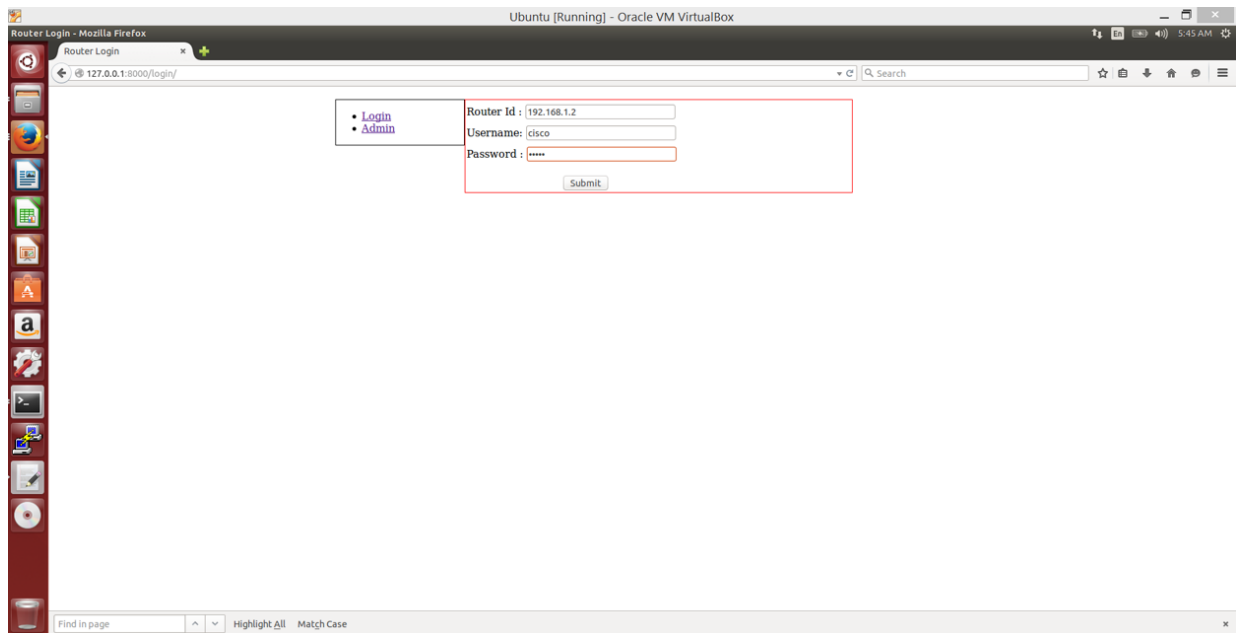 Ubuntu [Running] - Oracle VM VirtualBox
Router Login - Mozilla Firefox
En
5:45 AM
Router Login
127.0.0.1:8000/login/
Search
Login
Admin
Router Id : 192.168.1.2
Username: cisco
Password : •••••
Submit
Find in page
Highlight All
Match Case